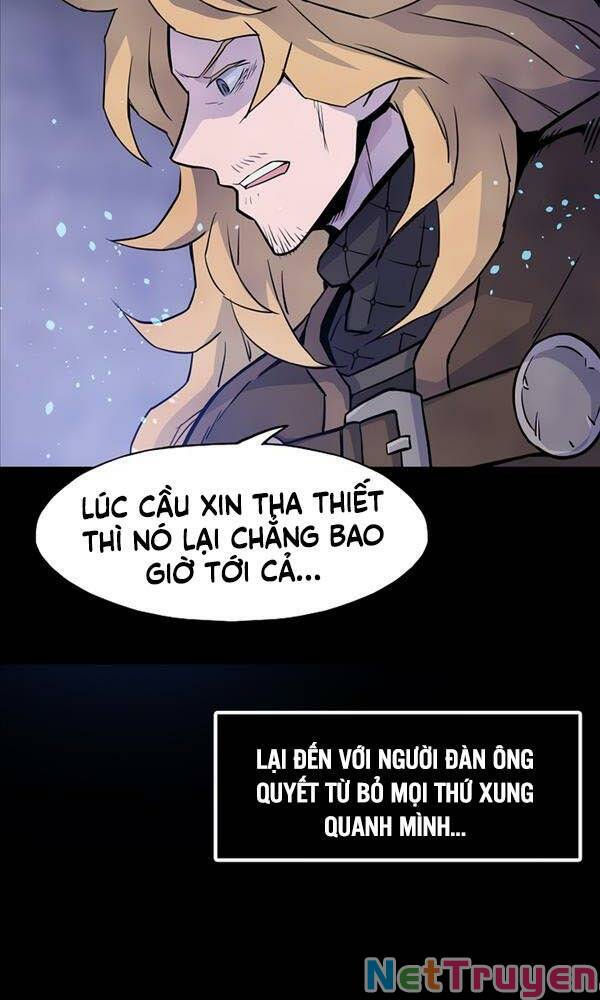 LÚC CẦU XIN THA THIẾT
THÌ NÓ LẠI CHẲNG BAO
GIỜ TỚI CẢ...
LẠI ĐẾN VỚI NGƯỜI ĐÀN ÔNG
QUYẾT TỪ BỎ MỌI THỨ XUNG
QUANH MÌNH...
NetTruyen